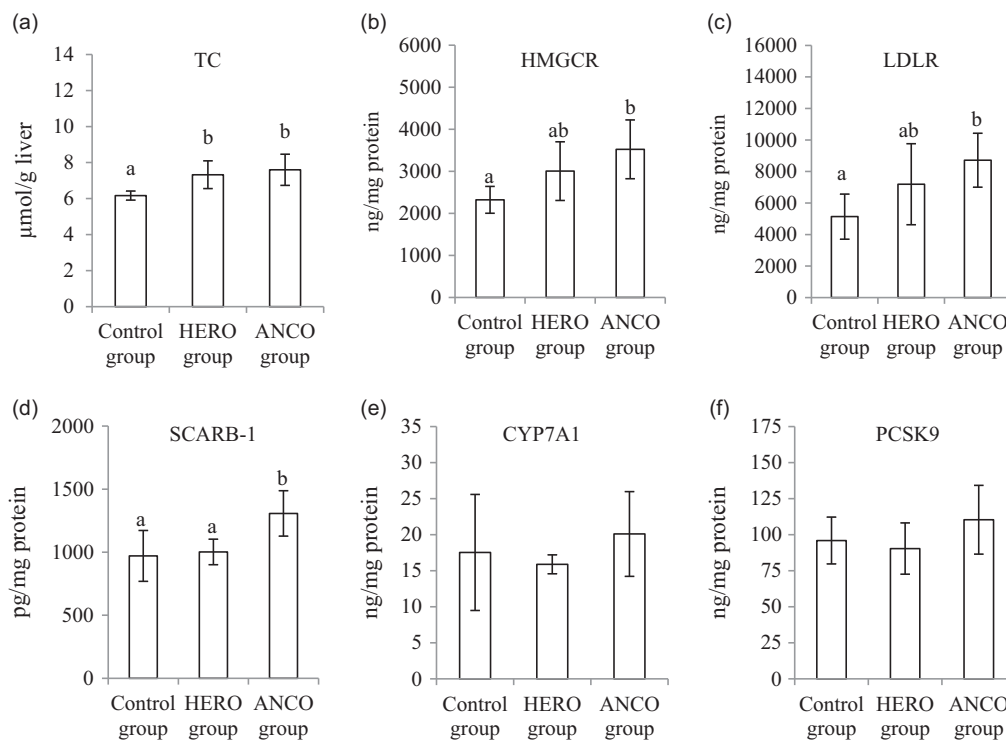 (a)
TC
µmol/g liver
14
12
10
8
6
4
2
0
a
b
b
Control group
HERO group
ANCO group
(b)
HMGCR
ng/mg protein
6000
5000
4000
3000
2000
1000
0
a
ab
b
Control group
HERO group
ANCO group
(c)
LDLR
ng/mg protein
16000
14000
12000
10000
8000
6000
4000
2000
0
a
ab
b
Control group
HERO group
ANCO group
(d)
SCARB-1
pg/mg protein
2000
1500
1000
500
0
a
a
b
Control group
HERO group
ANCO group
(e)
CYP7A1
ng/mg protein
35
30
25
20
15
10
5
0
Control group
HERO group
ANCO group
(f)
PCSK9
ng/mg protein
175
150
125
100
75
50
25
0
Control group
HERO group
ANCO group